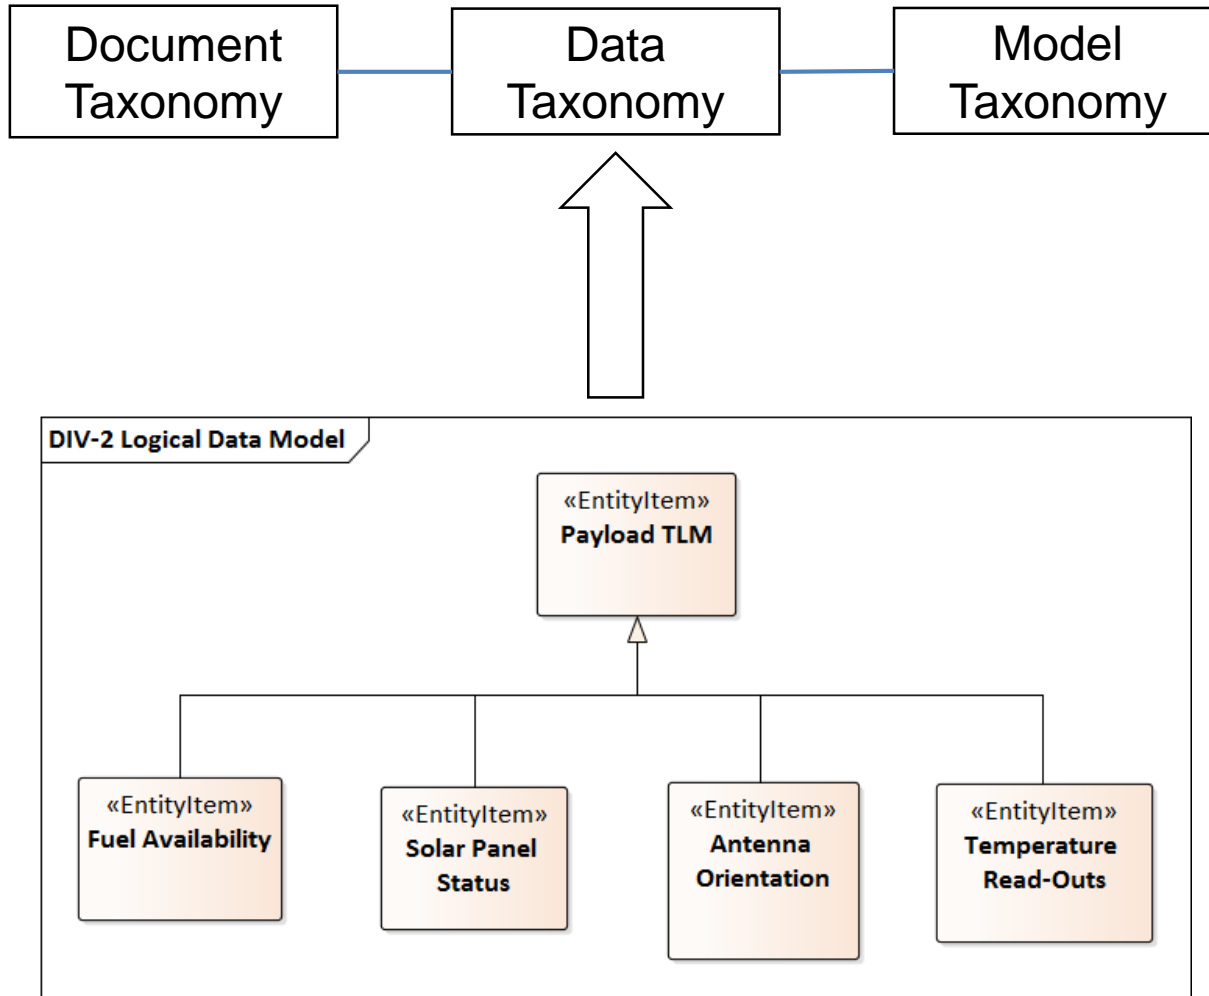 Document
Taxonomy
Data
Taxonomy
Model
Taxonomy
DIV-2 Logical Data Model
«EntityItem»
Payload TLM
«EntityItem»
Fuel Availability
«EntityItem»
Solar Panel
Status
«EntityItem»
Antenna
Orientation
«EntityItem»
Temperature
Read-Outs